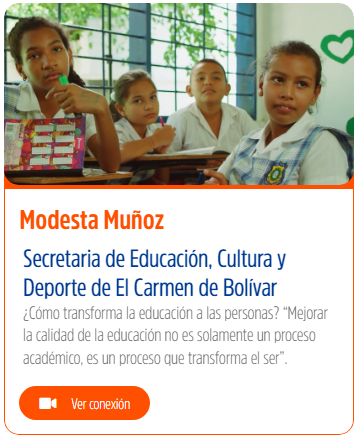 Modesta Muñoz
Secretaria de Educación, Cultura y
Deporte de El Carmen de Bolívar
¿Cómo transforma la educación a las personas? “Mejorar
la calidad de la educación no es solamente un proceso
académico, es un proceso que transforma el ser”.
Ver conexión